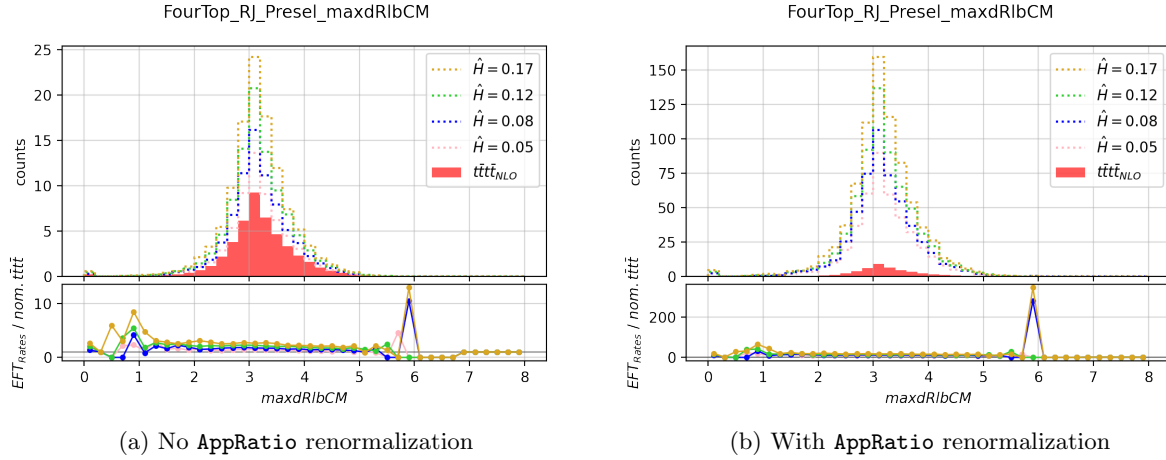 FourTop_RJ_Presel_maxdRlbCM
25
20
15
10
5
0
counts
Ĥ = 0.17
Ĥ = 0.12
Ĥ = 0.08
Ĥ = 0.05
tt̄tt̄NLO
10
0
EFTRates / nom. tt̄tt̄
0 1 2 3 4 5 6 7 8
maxdRlbCM
(a) No AppRatio renormalization
FourTop_RJ_Presel_maxdRlbCM
150
125
100
75
50
25
0
counts
Ĥ = 0.17
Ĥ = 0.12
Ĥ = 0.08
Ĥ = 0.05
tt̄tt̄NLO
200
0
EFTRates / nom. tt̄tt̄
0 1 2 3 4 5 6 7 8
maxdRlbCM
(b) With AppRatio renormalization